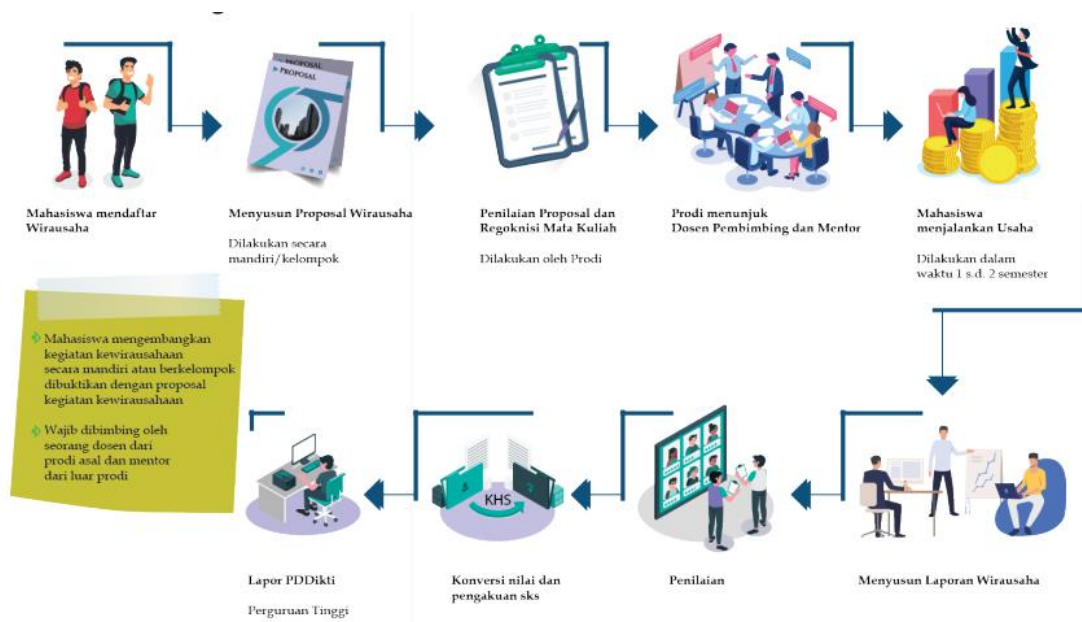 PROPOSAL
PROPOSAL
Mahasiswa mendaftar
Wirausaha
Menyusun Proposal Wirausaha
Dilakukan secara
mandiri/kelompok
Penilaian Proposal dan
Regoknisi Mata Kuliah
Dilakukan oleh Prodi
Prodi menunjuk
Dosen Pembimbing dan Mentor
Mahasiswa
menjalankan Usaha
Dilakukan dalam
waktu 1 s.d. 2 semester
Mahasiswa mengembangkan
kegiatan kewirausahaan
secara mandiri atau berkelompok
dibuktikan dengan proposal
kegiatan kewirausahaan
Wajib dibimbing oleh
seorang dosen dari
prodi asal dan mentor
dari luar prodi
KHS
Lapor PDDikti
Perguruan Tinggi
Konversi nilai dan
pengakuan sks
Penilaian
Menyusun Laporan Wirausaha